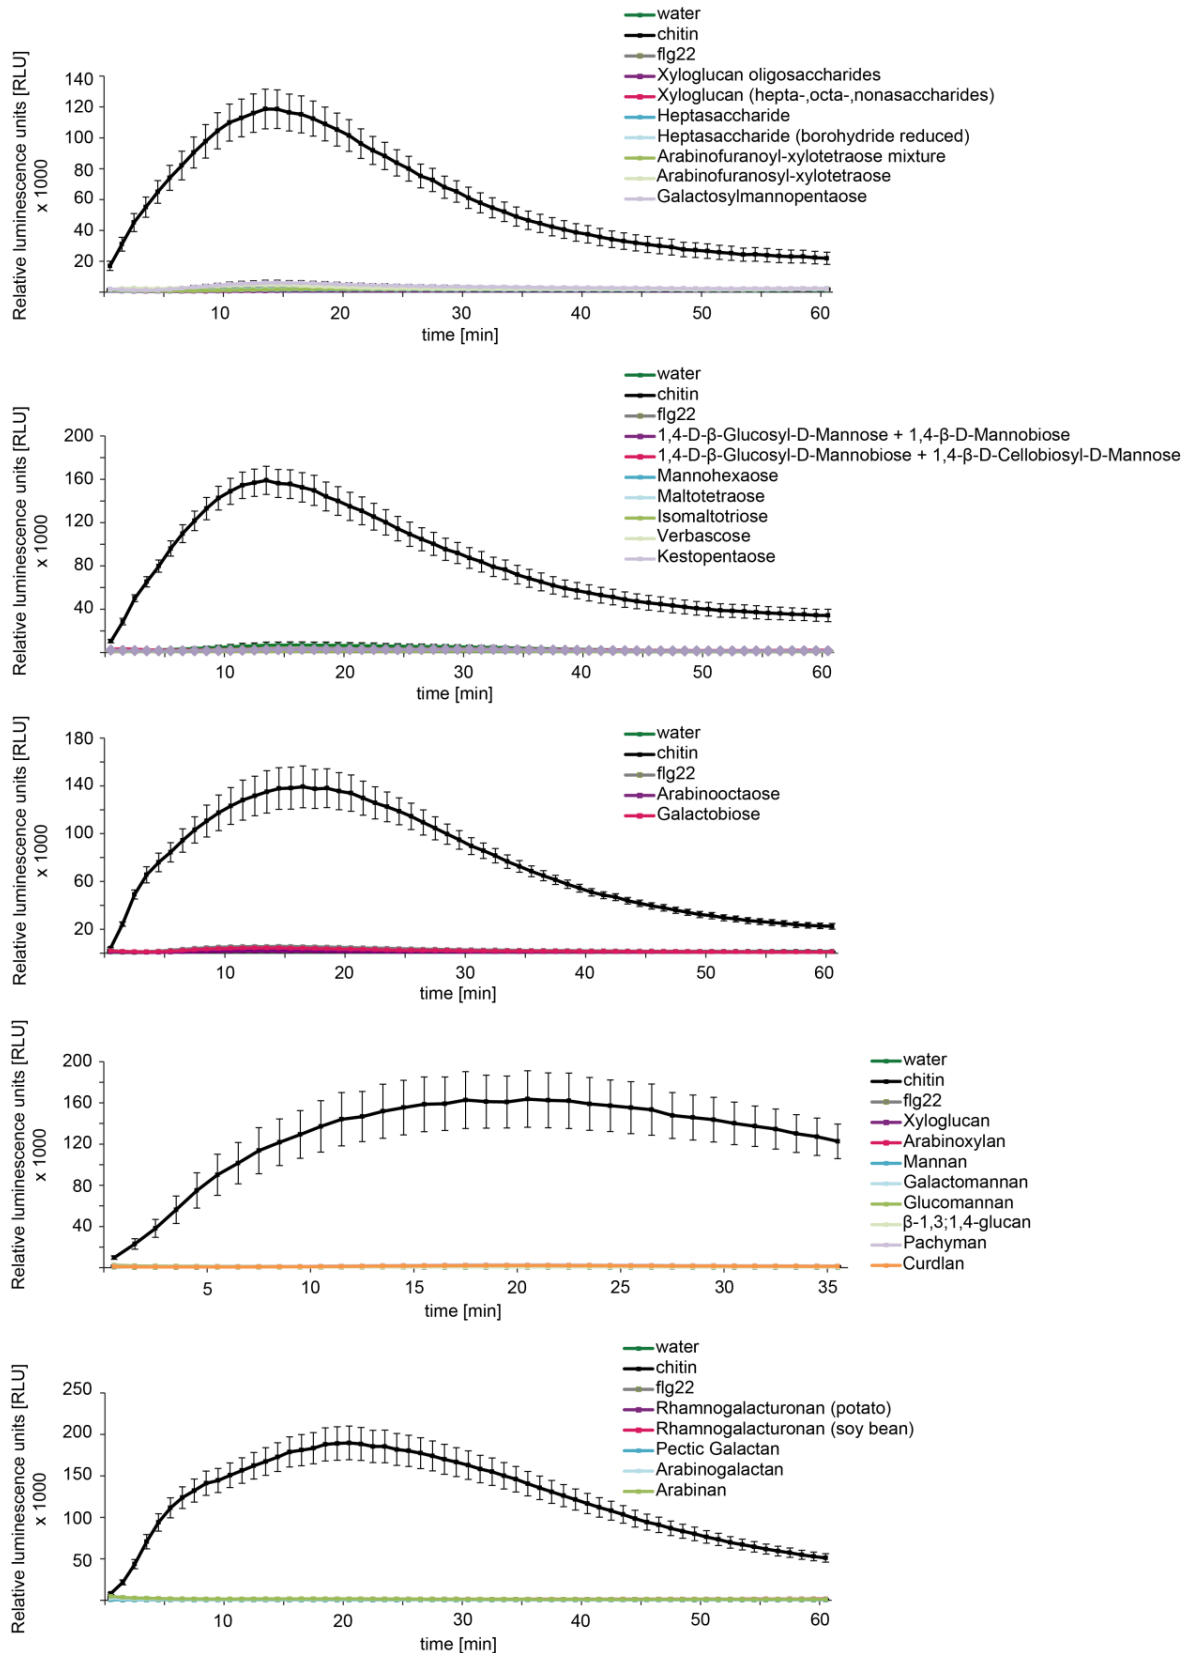 water
chitin
flg22
Xyloglucan oligosaccharides
Xyloglucan (hepta-,octa-,nonasaccharides)
Heptasaccharide
Heptasaccharide (borohydride reduced)
Arabinofuranoyl-xylotetraose mixture
Arabinofuranosyl-xylotetraose
Galactosylmannopentaose
Relative luminescence units [RLU]
x 1000
140
120
100
80
60
40
20
10
20
30
40
50
60
time [min]
water
chitin
flg22
1,4-D-β-Glucosyl-D-Mannose + 1,4-β-D-Mannobiose
1,4-D-β-Glucosyl-D-Mannobiose + 1,4-β-D-Cellobiosyl-D-Mannose
Mannohexaose
Maltotetraose
Isomaltotriose
Verbascose
Kestopentaose
Relative luminescence units [RLU]
x 1000
200
160
120
80
40
10
20
30
40
50
60
time [min]
water
chitin
flg22
Arabinooctaose
Galactobiose
Relative luminescence units [RLU]
x 1000
180
140
100
60
20
10
20
30
40
50
60
time [min]
water
chitin
flg22
Xyloglucan
Arabinoxylan
Mannan
Galactomannan
Glucomannan
β-1,3;1,4-glucan
Pachyman
Curdlan
Relative luminescence units [RLU]
x 1000
200
160
120
80
40
5
10
15
20
25
30
35
time [min]
water
chitin
flg22
Rhamnogalacturonan (potato)
Rhamnogalacturonan (soy bean)
Pectic Galactan
Arabinogalactan
Arabinan
Relative luminescence units [RLU]
x 1000
250
200
150
100
50
10
20
30
40
50
60
time [min]